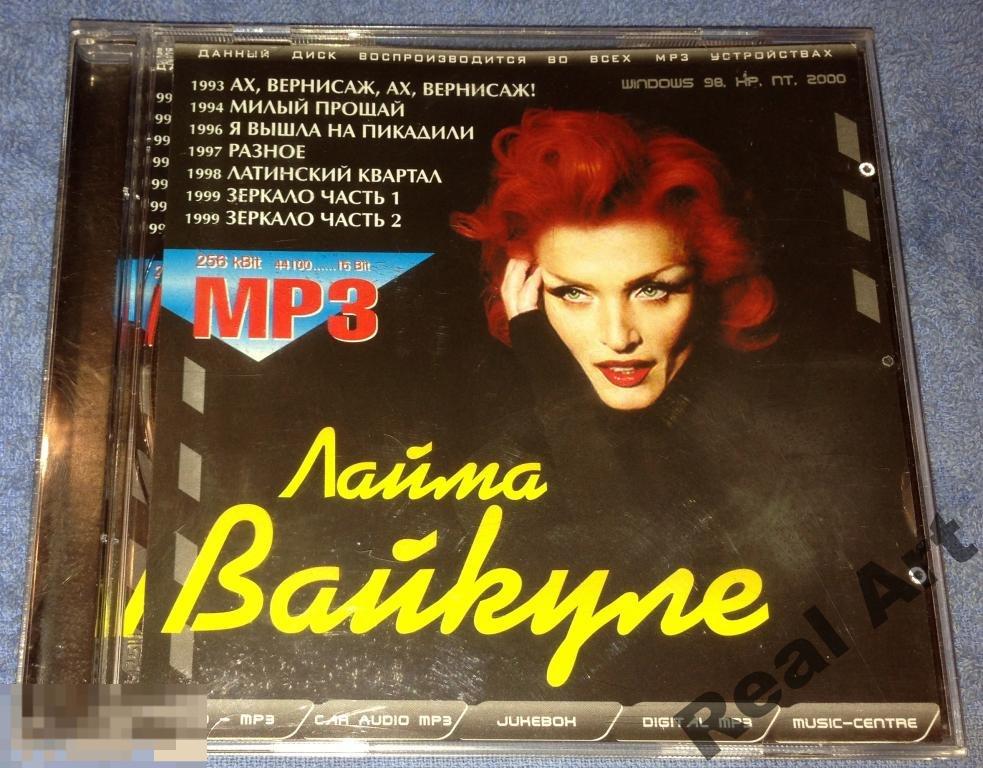 ДАННЫЙ ДИСК ВОСПРОИЗВОДИТСЯ ВО ВСЕХ MP3 УСТРОЙСТВАХ
WINDOWS 98, HP, NT, 2000
1993 АХ, ВЕРНИСАЖ, АХ, ВЕРНИСАЖ!
1994 МИЛЫЙ ПРОЩАЙ
1996 Я ВЫШЛА НА ПИКАДИЛИ
1997 РАЗНОЕ
1998 ЛАТИНСКИЙ КВАРТАЛ
1999 ЗЕРКАЛО ЧАСТЬ 1
1999 ЗЕРКАЛО ЧАСТЬ 2
256 kBit 44100......16 Bit
MP3
Лайма
Вайкуле
- MP3 CAR AUDIO MP3 JUKEBOX DIGITAL MP3 MUSIC-CENTRE
Real Art